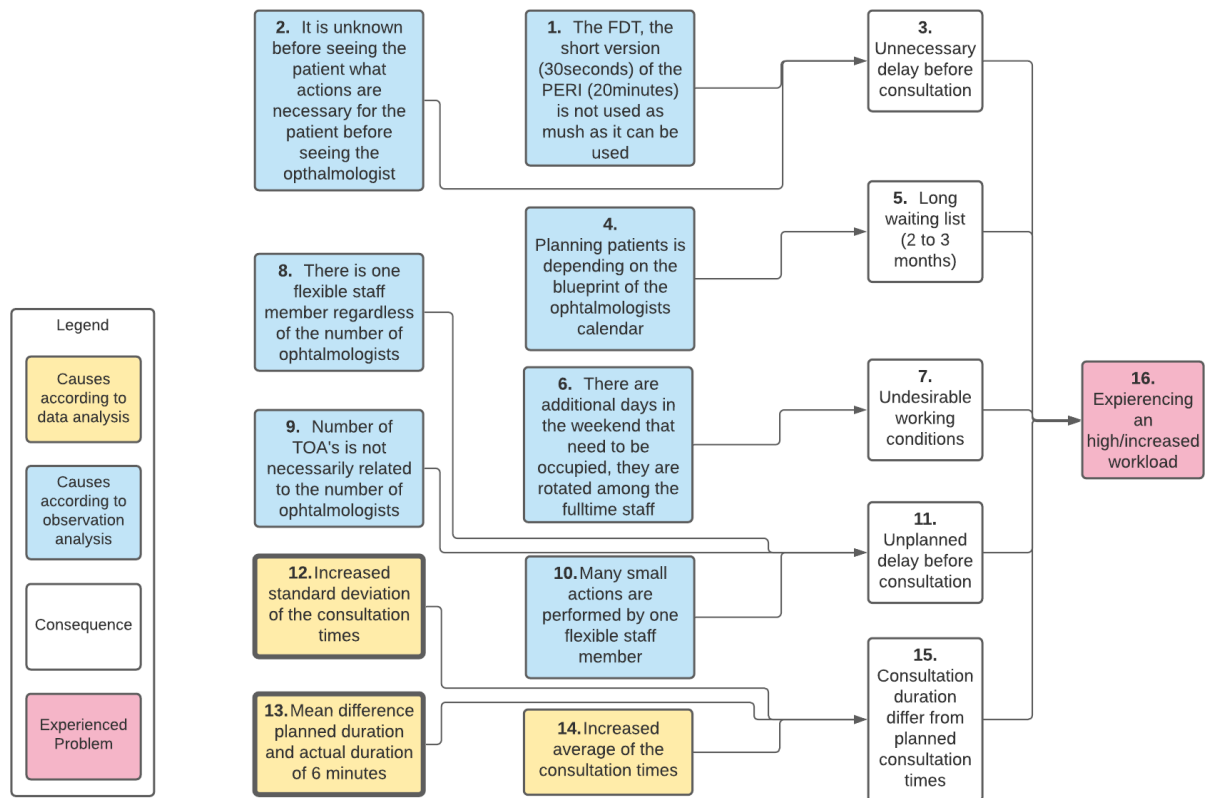 2. It is unknown
before seeing the
patient what
actions are
necessary for the
patient before
seeing the
opthalmologist
1. The FDT, the
short version
(30seconds) of the
PERI (20minutes)
is not used as
mush as it can be
used
3.
Unnecessary
delay before
consultation
4.
Planning patients is
depending on the
blueprint of the
ophtalmologists
calendar
5. Long
waiting list
(2 to 3
months)
8. There is one
flexible staff
member regardless
of the number of
ophtalmologists
6. There are
additional days in
the weekend that
need to be
occupied, they are
rotated among the
fulltime staff
7.
Undesirable
working
conditions
16.
Expierencing
an
high/increased
workload
9. Number of
TOA's is not
necessarily related
to the number of
ophtalmologists
10. Many small
actions are
performed by one
flexible staff
member
11.
Unplanned
delay before
consultation
12. Increased
standard deviation
of the consultation
times
13. Mean difference
planned duration
and actual duration
of 6 minutes
14. Increased
average of the
consultation times
15.
Consultation
duration
differ from
planned
consultation
times
Legend
Causes
according to
data analysis
Causes
according to
observation
analysis
Consequence
Experienced
Problem